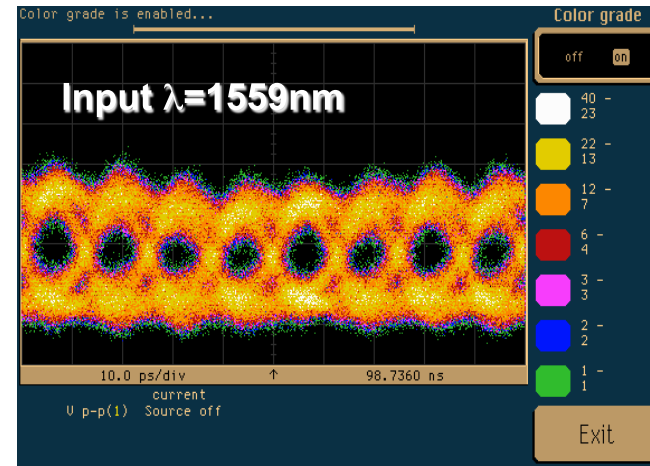 Color grade is enabled...
Color grade
off on
Input λ=1559nm
40 -
23
22 -
13
12 -
7
6 -
4
3 -
3
2 -
2
1 -
1
10.0 ps/div ↑ 98.7360 ns
current
V p-p(1) Source off
Exit